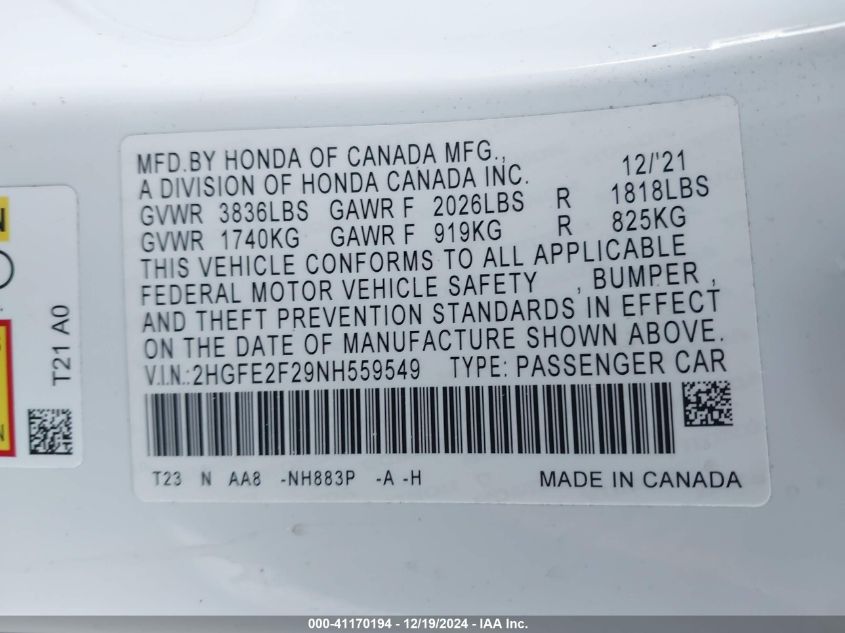 MFD.BY HONDA OF CANADA MFG., 12/'21
A DIVISION OF HONDA CANADA INC.
GVWR 3836LBS GAWR F 2026LBS R 1818LBS
GVWR 1740KG GAWR F 919KG R 825KG
THIS VEHICLE CONFORMS TO ALL APPLICABLE
FEDERAL MOTOR VEHICLE SAFETY , BUMPER ,
AND THEFT PREVENTION STANDARDS IN EFFECT
ON THE DATE OF MANUFACTURE SHOWN ABOVE.
V.I.N.:2HGFE2F29NH559549 TYPE: PASSENGER CAR
T23 N AA8 -NH883P -A -H MADE IN CANADA
T21 A0
000-41170194 - 12/19/2024 - IAA Inc.